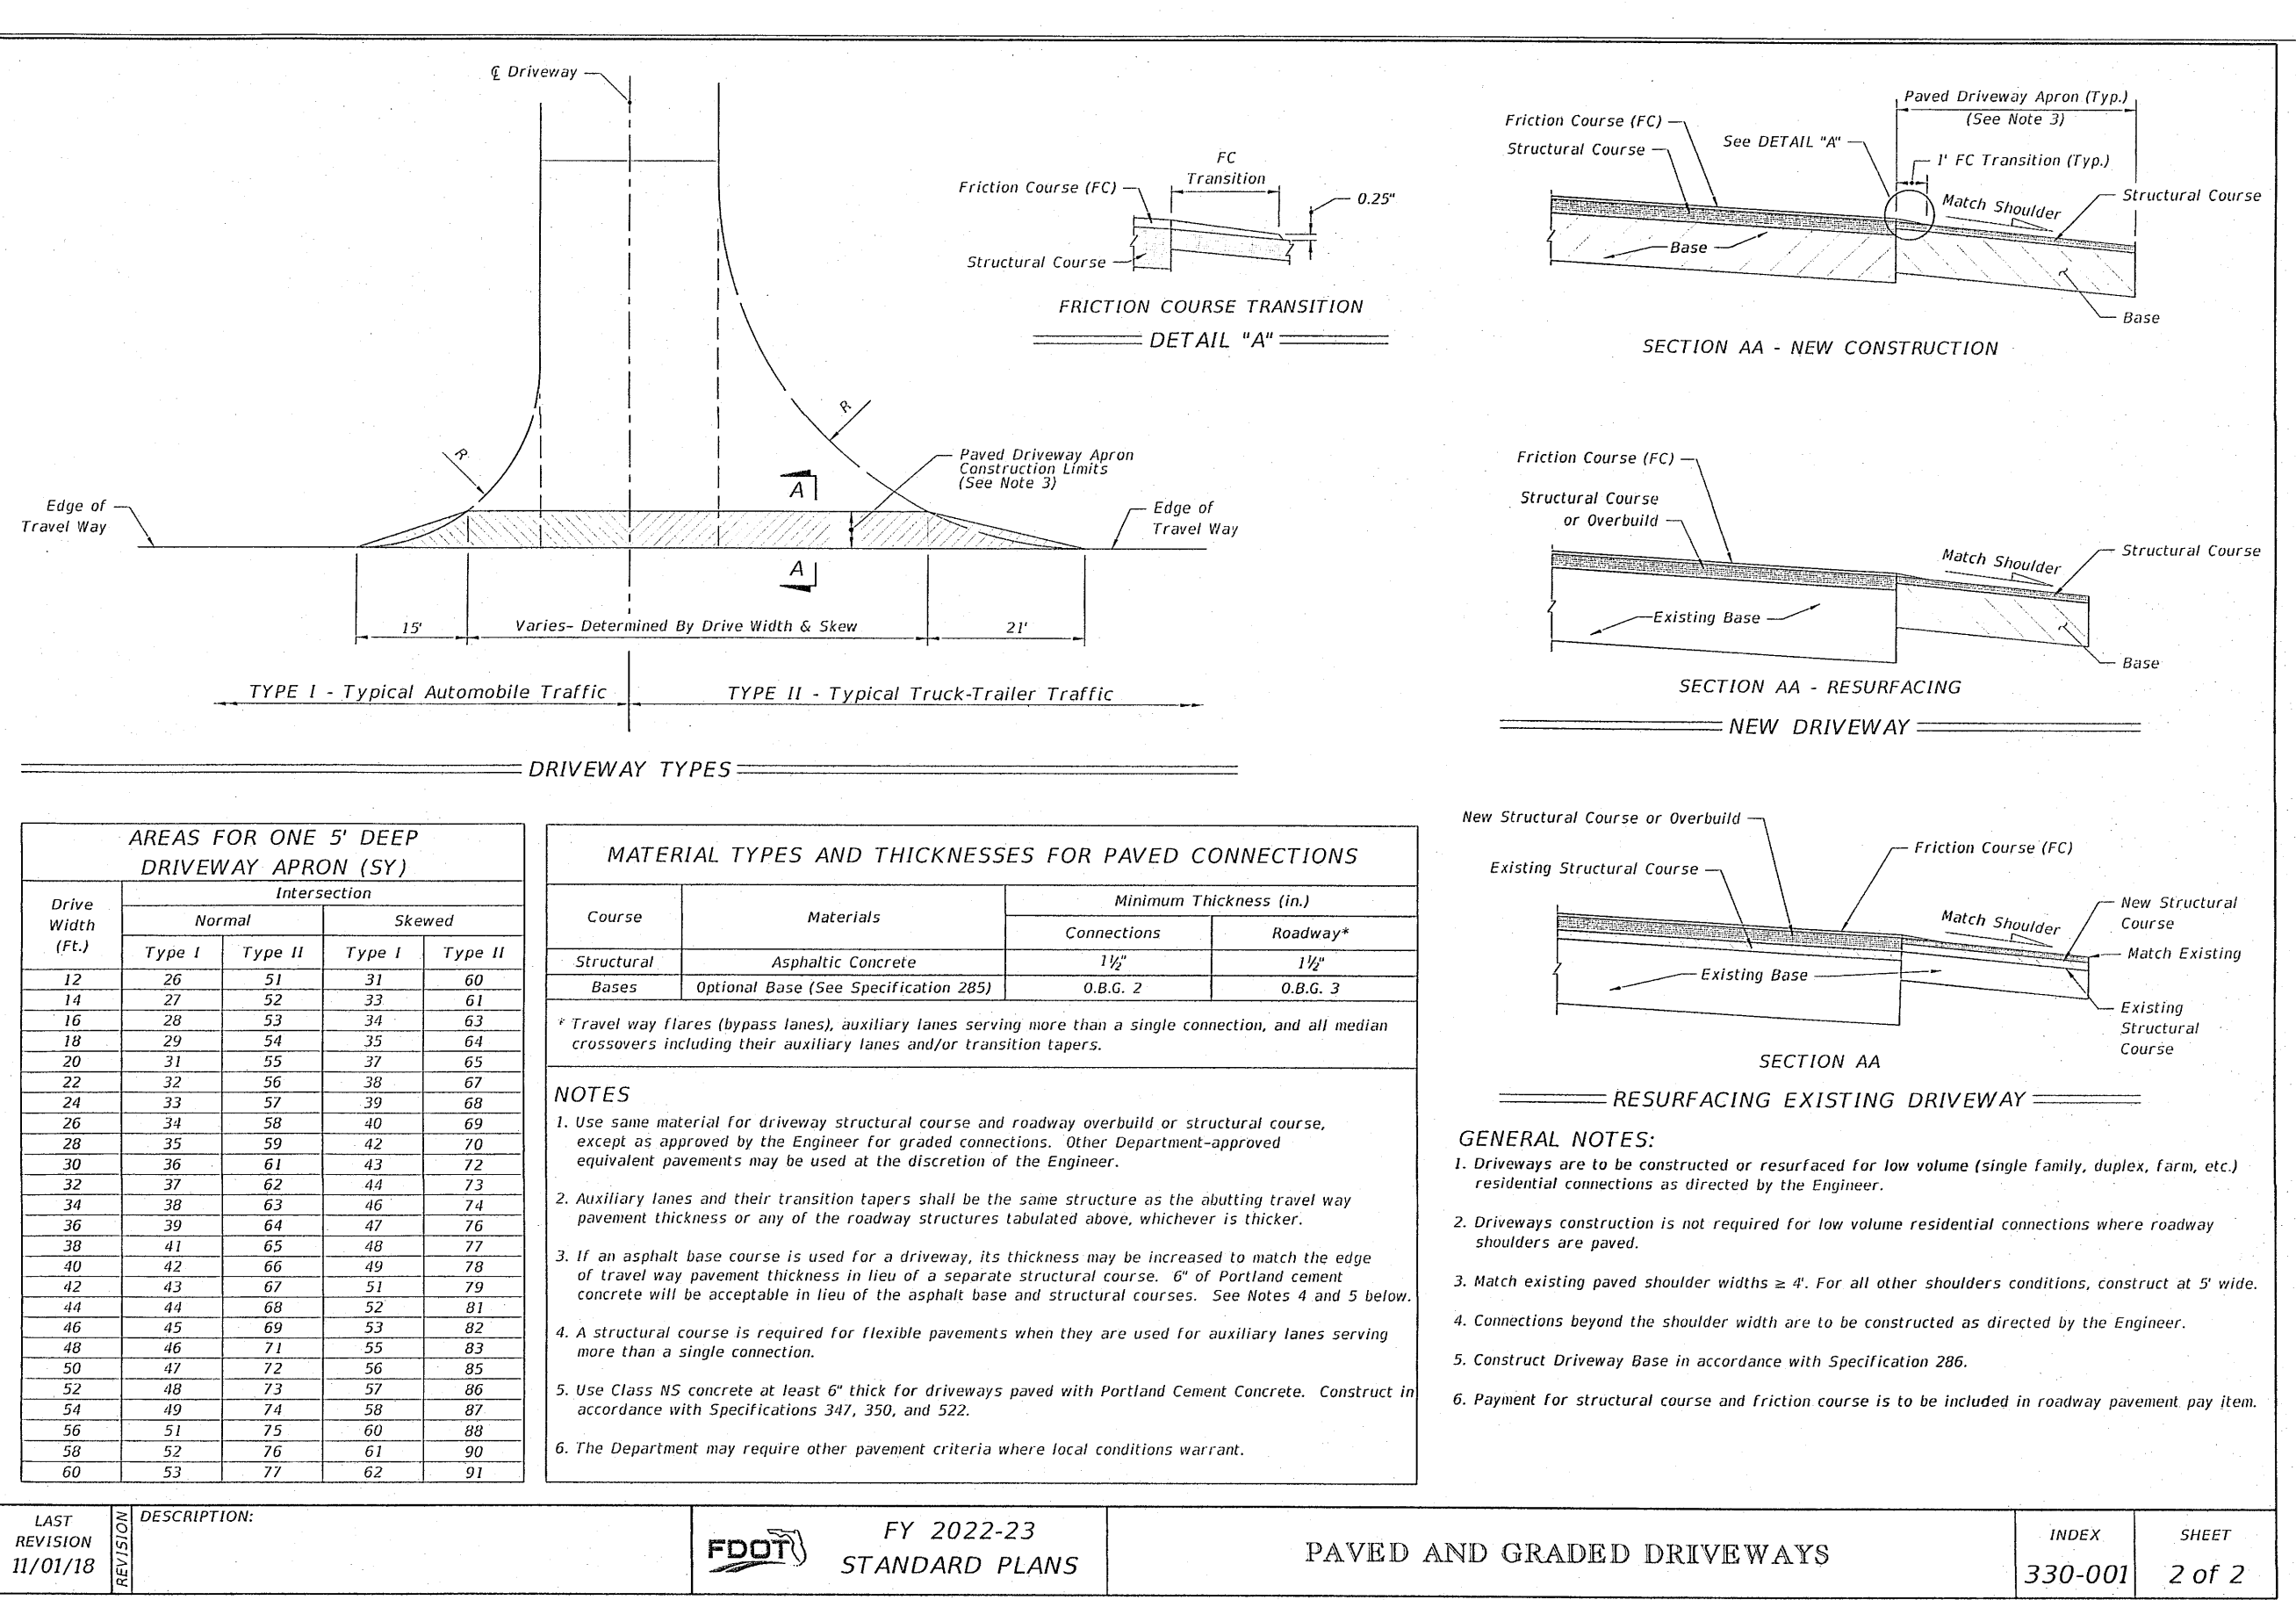 ℄ Driveway
R
R
Edge of
Travel Way
A
A
Paved Driveway Apron
Construction Limits
(See Note 3)
Edge of
Travel Way
15'
Varies- Determined By Drive Width & Skew
21'
TYPE I - Typical Automobile Traffic
TYPE II - Typical Truck-Trailer Traffic
DRIVEWAY TYPES
FC
Transition
Friction Course (FC)
0.25"
Structural Course
FRICTION COURSE TRANSITION
DETAIL "A"
Paved Driveway Apron (Typ.)
(See Note 3)
Friction Course (FC)
Structural Course
See DETAIL "A"
1' FC Transition (Typ.)
Match Shoulder
Structural Course
Base
Base
SECTION AA - NEW CONSTRUCTION
Friction Course (FC)
Structural Course
or Overbuild
Match Shoulder
Structural Course
Existing Base
Base
SECTION AA - RESURFACING
NEW DRIVEWAY
New Structural Course or Overbuild
Friction Course (FC)
Existing Structural Course
New Structural
Course
Match Shoulder
Match Existing
Existing Base
Existing
Structural
Course
SECTION AA
RESURFACING EXISTING DRIVEWAY
AREAS FOR ONE 5' DEEP
DRIVEWAY APRON (SY)
Drive
Width
(Ft.)
Intersection
Normal Skewed
Type I Type II Type I Type II
12 26 51 31 60
14 27 52 33 61
16 28 53 34 63
18 29 54 35 64
20 31 55 37 65
22 32 56 38 67
24 33 57 39 68
26 34 58 40 69
28 35 59 42 70
30 36 61 43 72
32 37 62 44 73
34 38 63 46 74
36 39 64 47 76
38 41 65 48 77
40 42 66 49 78
42 43 67 51 79
44 44 68 52 81
46 45 69 53 82
48 46 71 55 83
50 47 72 56 85
52 48 73 57 86
54 49 74 58 87
56 51 75 60 88
58 52 76 61 90
60 53 77 62 91
MATERIAL TYPES AND THICKNESSES FOR PAVED CONNECTIONS
Course Materials Minimum Thickness (in.)
Connections Roadway*
Structural Asphaltic Concrete 1½" 1½"
Bases Optional Base (See Specification 285) O.B.G. 2 O.B.G. 3
* Travel way flares (bypass lanes), auxiliary lanes serving more than a single connection, and all median
crossovers including their auxiliary lanes and/or transition tapers.
NOTES
1. Use same material for driveway structural course and roadway overbuild or structural course,
except as approved by the Engineer for graded connections. Other Department-approved
equivalent pavements may be used at the discretion of the Engineer.
2. Auxiliary lanes and their transition tapers shall be the same structure as the abutting travel way
pavement thickness or any of the roadway structures tabulated above, whichever is thicker.
3. If an asphalt base course is used for a driveway, its thickness may be increased to match the edge
of travel way pavement thickness in lieu of a separate structural course. 6" of Portland cement
concrete will be acceptable in lieu of the asphalt base and structural courses. See Notes 4 and 5 below.
4. A structural course is required for flexible pavements when they are used for auxiliary lanes serving
more than a single connection.
5. Use Class NS concrete at least 6" thick for driveways paved with Portland Cement Concrete. Construct in
accordance with Specifications 347, 350, and 522.
6. The Department may require other pavement criteria where local conditions warrant.
GENERAL NOTES:
1. Driveways are to be constructed or resurfaced for low volume (single family, duplex, farm, etc.)
residential connections as directed by the Engineer.
2. Driveways construction is not required for low volume residential connections where roadway
shoulders are paved.
3. Match existing paved shoulder widths ≥ 4'. For all other shoulders conditions, construct at 5' wide.
4. Connections beyond the shoulder width are to be constructed as directed by the Engineer.
5. Construct Driveway Base in accordance with Specification 286.
6. Payment for structural course and friction course is to be included in roadway pavement pay item.
LAST
REVISION
11/01/18
REVISION
DESCRIPTION:
FDOT
FY 2022-23
STANDARD PLANS
PAVED AND GRADED DRIVEWAYS
INDEX
330-001
SHEET
2 of 2